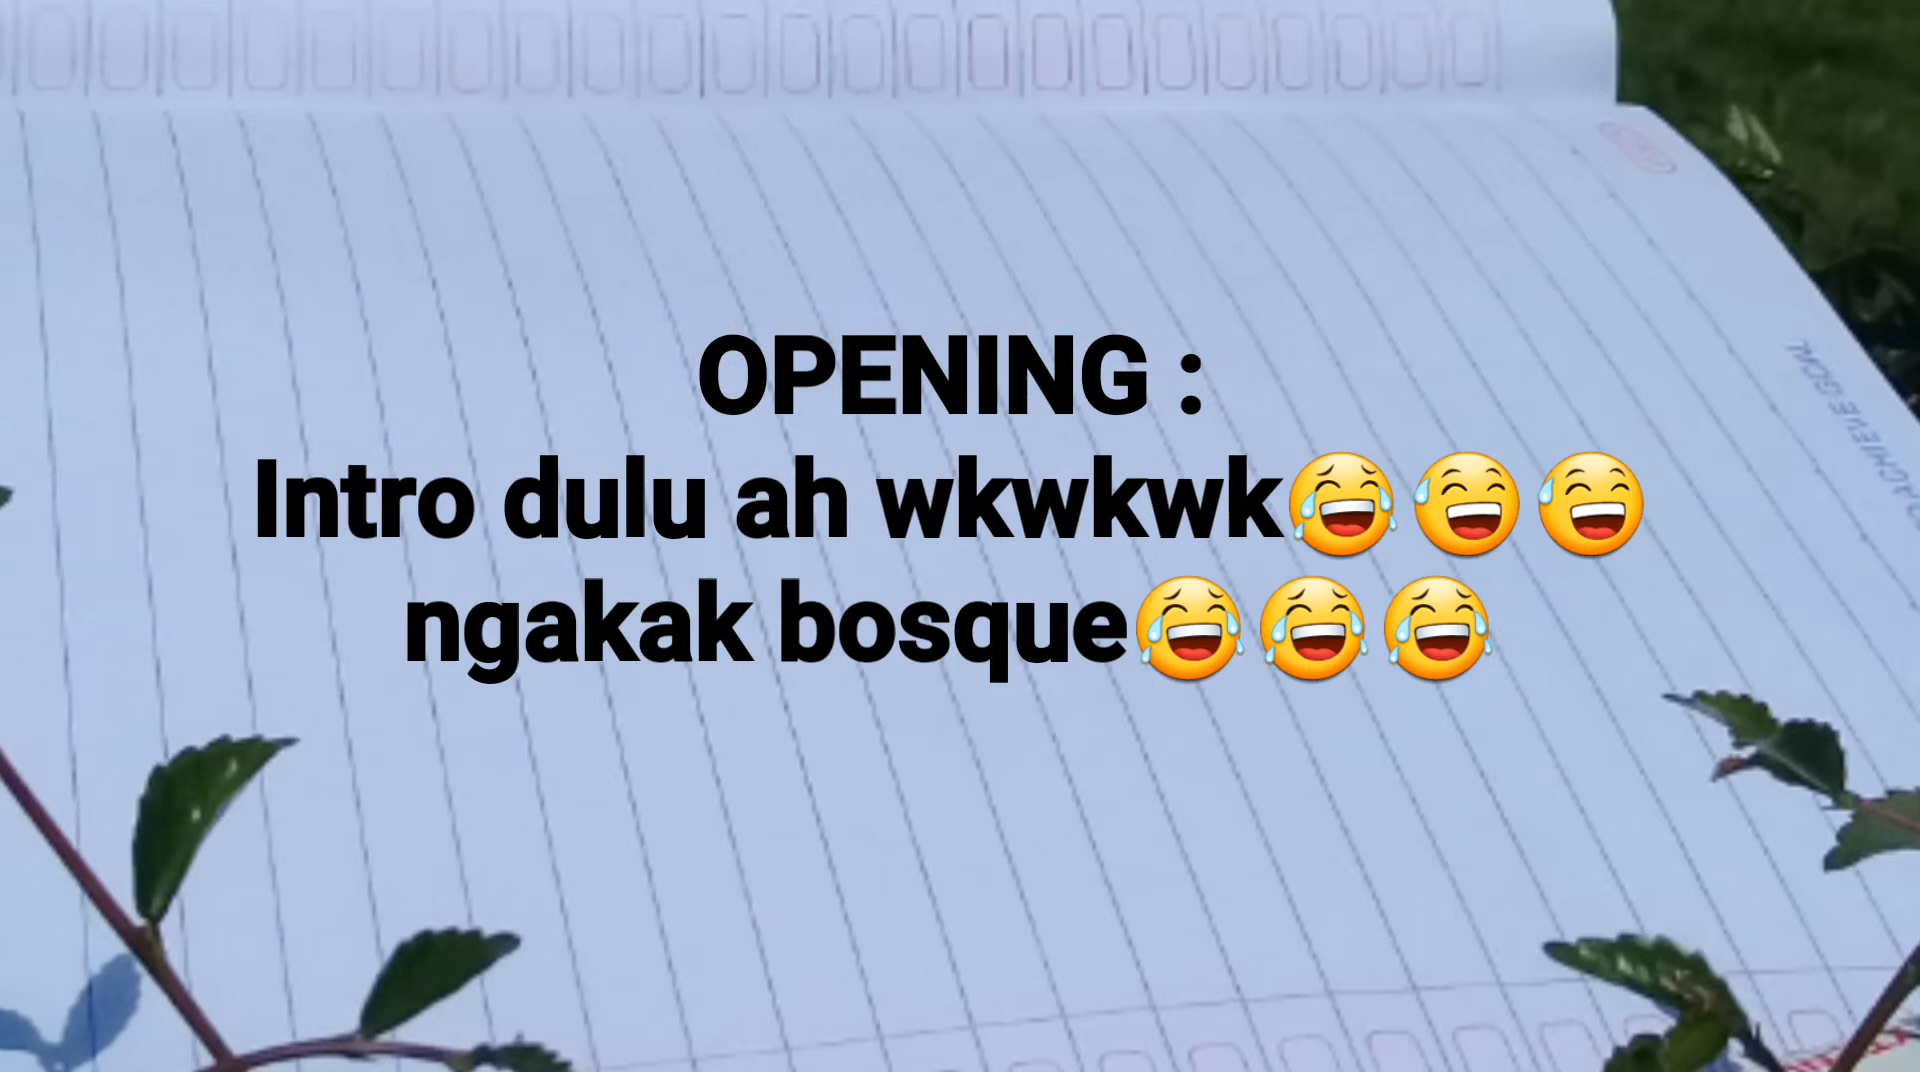 OPENING :
Intro dulu ah wkwkwk😂😅😅
ngakak bosque😂😂😂